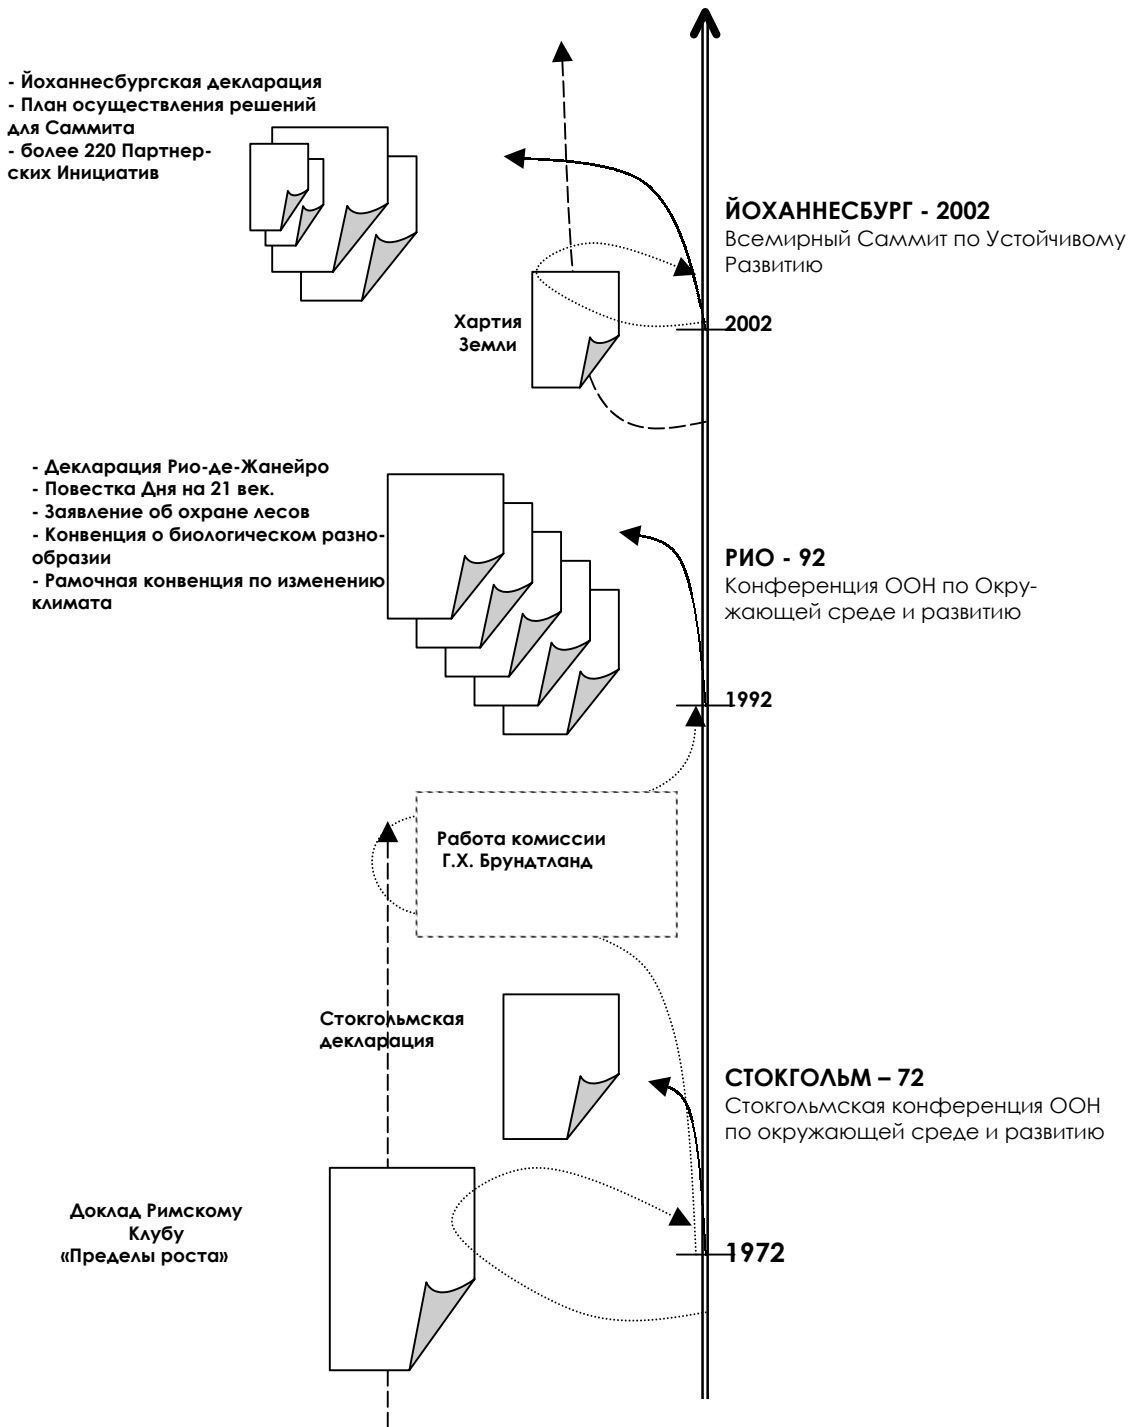 - Йоханнесбургская декларация
- План осуществления решений
для Саммита
- более 220 Партнер-
ских Инициатив
ЙОХАННЕСБУРГ - 2002
Всемирный Саммит по Устойчивому
Развитию
Хартия
Земли
2002
- Декларация Рио-де-Жанейро
- Повестка Дня на 21 век.
- Заявление об охране лесов
- Конвенция о биологическом разно-
образии
- Рамочная конвенция по изменению
климата
РИО - 92
Конференция ООН по Окру-
жающей среде и развитию
1992
Работа комиссии
Г.Х. Брундтланд
Стокгольмская
декларация
СТОКГОЛЬМ – 72
Стокгольмская конференция ООН
по окружающей среде и развитию
Доклад Римскому
Клубу
«Пределы роста»
1972